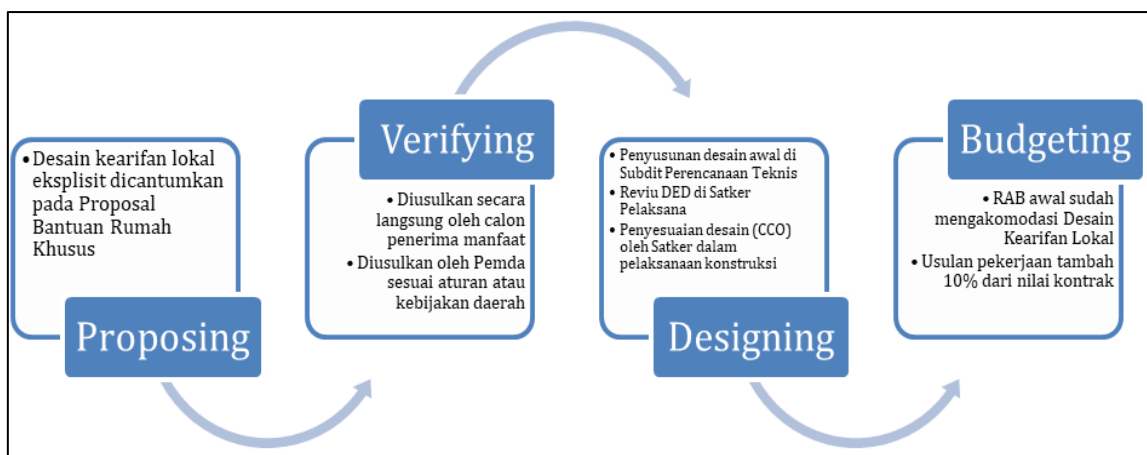 • Desain kearifan lokal
eksplisit dicantumkan
pada Proposal
Bantuan Rumah
Khusus
Proposing
Verifying
• Diusulkan secara
langsung oleh calon
penerima manfaat
• Diusulkan oleh Pemda
sesuai aturan atau
kebijakan daerah
• Penyusunan desain awal di
Subdit Perencanaan Teknis
• Reviu DED di Satker
Pelaksana
• Penyesuaian desain (CCO)
oleh Satker dalam
pelaksanaan konstruksi
Designing
Budgeting
• RAB awal sudah
mengakomodasi Desain
Kearifan Lokal
• Usulan pekerjaan tambah
10% dari nilai kontrak